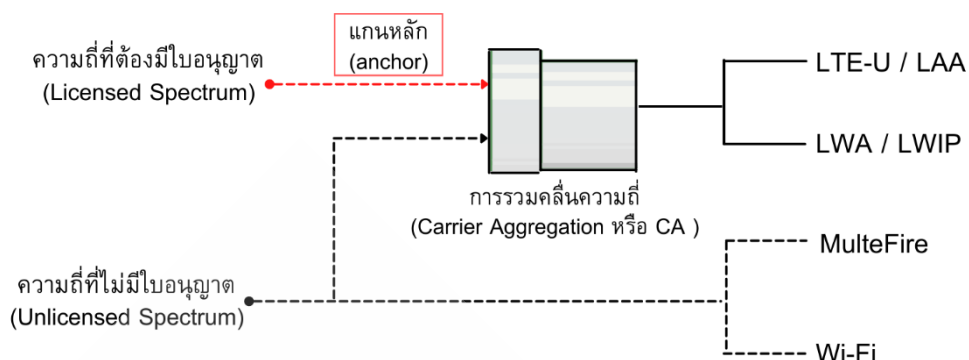 แกนหลัก
(anchor)
ความถี่ที่ต้องมีใบอนุญาต
(Licensed Spectrum)
LTE-U / LAA
LWA / LWIP
การรวมคลื่นความถี่
(Carrier Aggregation หรือ CA )
MulteFire
ความถี่ที่ไม่มีใบอนุญาต
(Unlicensed Spectrum)
Wi-Fi